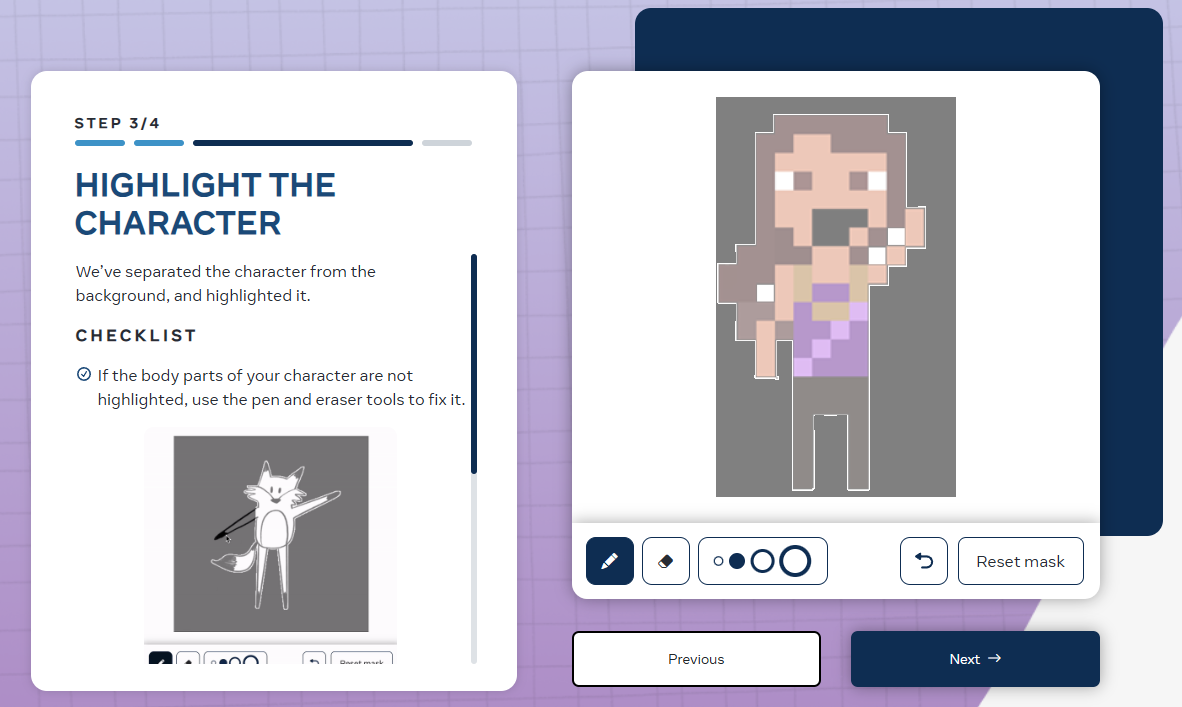 STEP 3/4
HIGHLIGHT THE
CHARACTER
We’ve separated the character from the
background, and highlighted it.
CHECKLIST
If the body parts of your character are not
highlighted, use the pen and eraser tools to fix it.
Reset mask
Reset mask
Previous
Next →